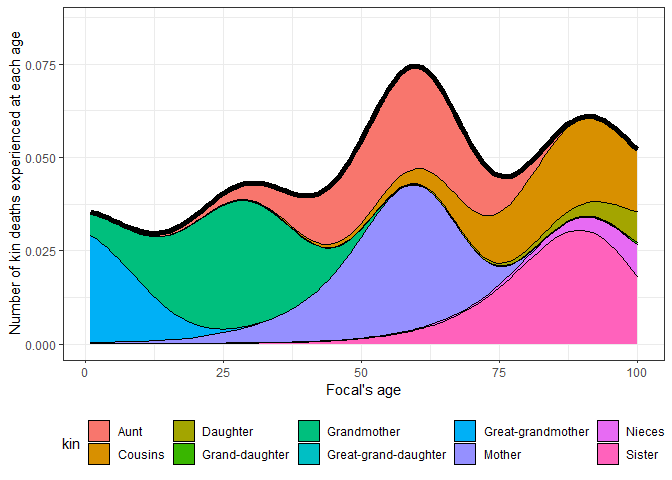 Number of kin deaths experienced at each age
0.075
0.050
0.025
0.000
0 25 50 75 100
Focal's age
kin
Aunt Daughter Grandmother Great-grandmother Nieces
Cousins Grand-daughter Great-grand-daughter Mother Sister